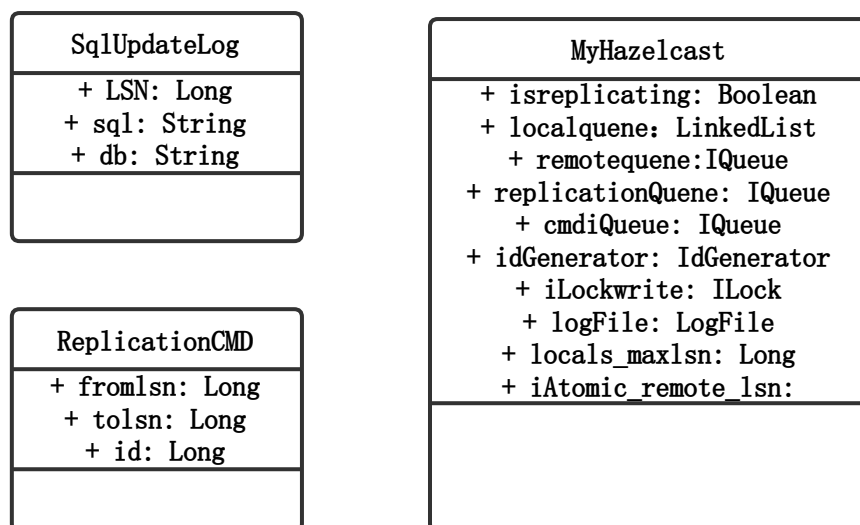 SqlUpdateLog
+ LSN: Long
+ sql: String
+ db: String
ReplicationCMD
+ fromlsn: Long
+ tolsn: Long
+ id: Long
MyHazelcast
+ isreplicating: Boolean
+ localquene：LinkedList
+ remotequene:IQueue
+ replicationQuene: IQueue
+ cmdiQueue: IQueue
+ idGenerator: IdGenerator
+ iLockwrite: ILock
+ logFile: LogFile
+ locals_maxlsn: Long
+ iAtomic_remote_lsn: